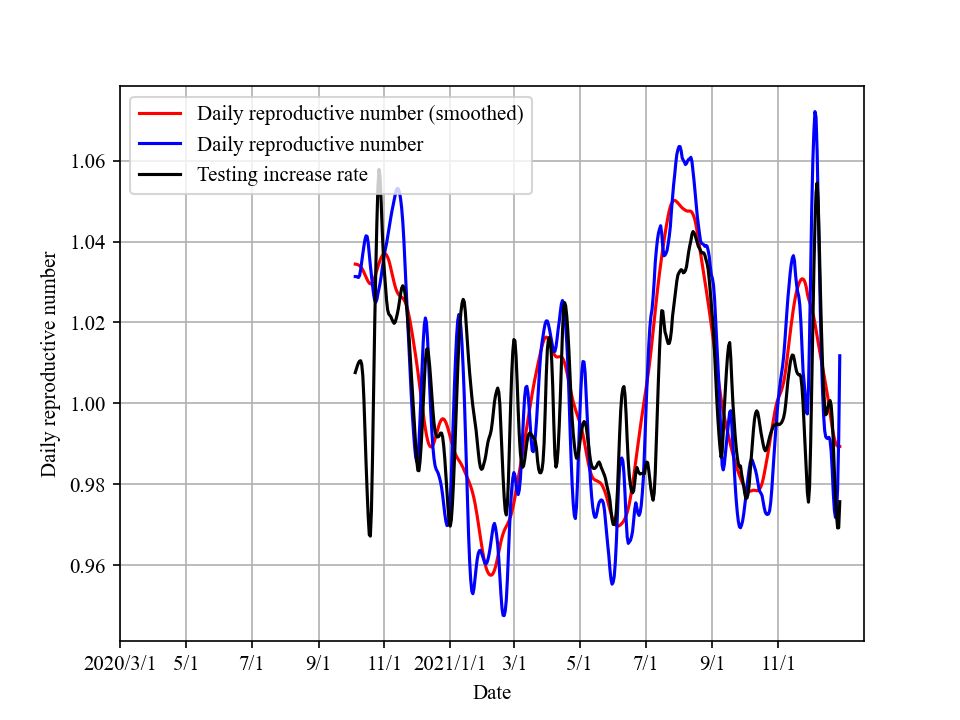 Daily reproductive number (smoothed)
Daily reproductive number
Testing increase rate
Daily reproductive number
1.06
1.04
1.02
1.00
0.98
0.96
2020/3/1 5/1 7/1 9/1 11/1 2021/1/1 3/1 5/1 7/1 9/1 11/1
Date